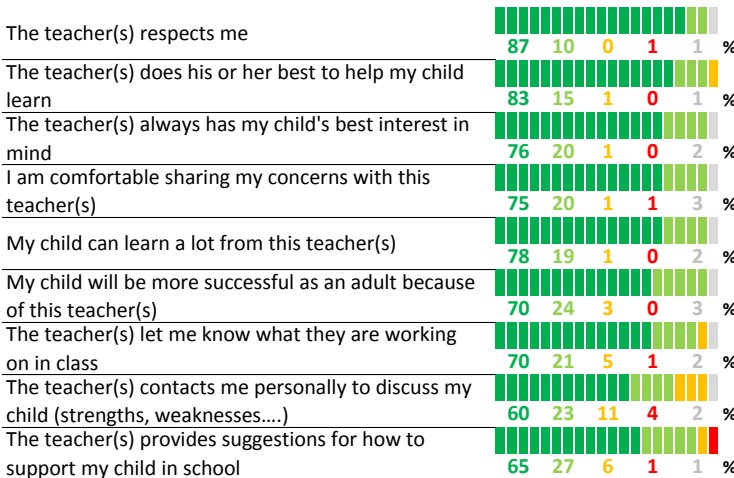 The teacher(s) respects me
87 10 0 1 1 %
The teacher(s) does his or her best to help my child
learn
83 15 1 0 1 %
The teacher(s) always has my child's best interest in
mind
76 20 1 0 2 %
I am comfortable sharing my concerns with this
teacher(s)
75 20 1 1 3 %
My child can learn a lot from this teacher(s)
78 19 1 0 2 %
My child will be more successful as an adult because
of this teacher(s)
70 24 3 0 3 %
The teacher(s) let me know what they are working
on in class
70 21 5 1 2 %
The teacher(s) contacts me personally to discuss my
child (strengths, weaknesses....)
60 23 11 4 2 %
The teacher(s) provides suggestions for how to
support my child in school
65 27 6 1 1 %